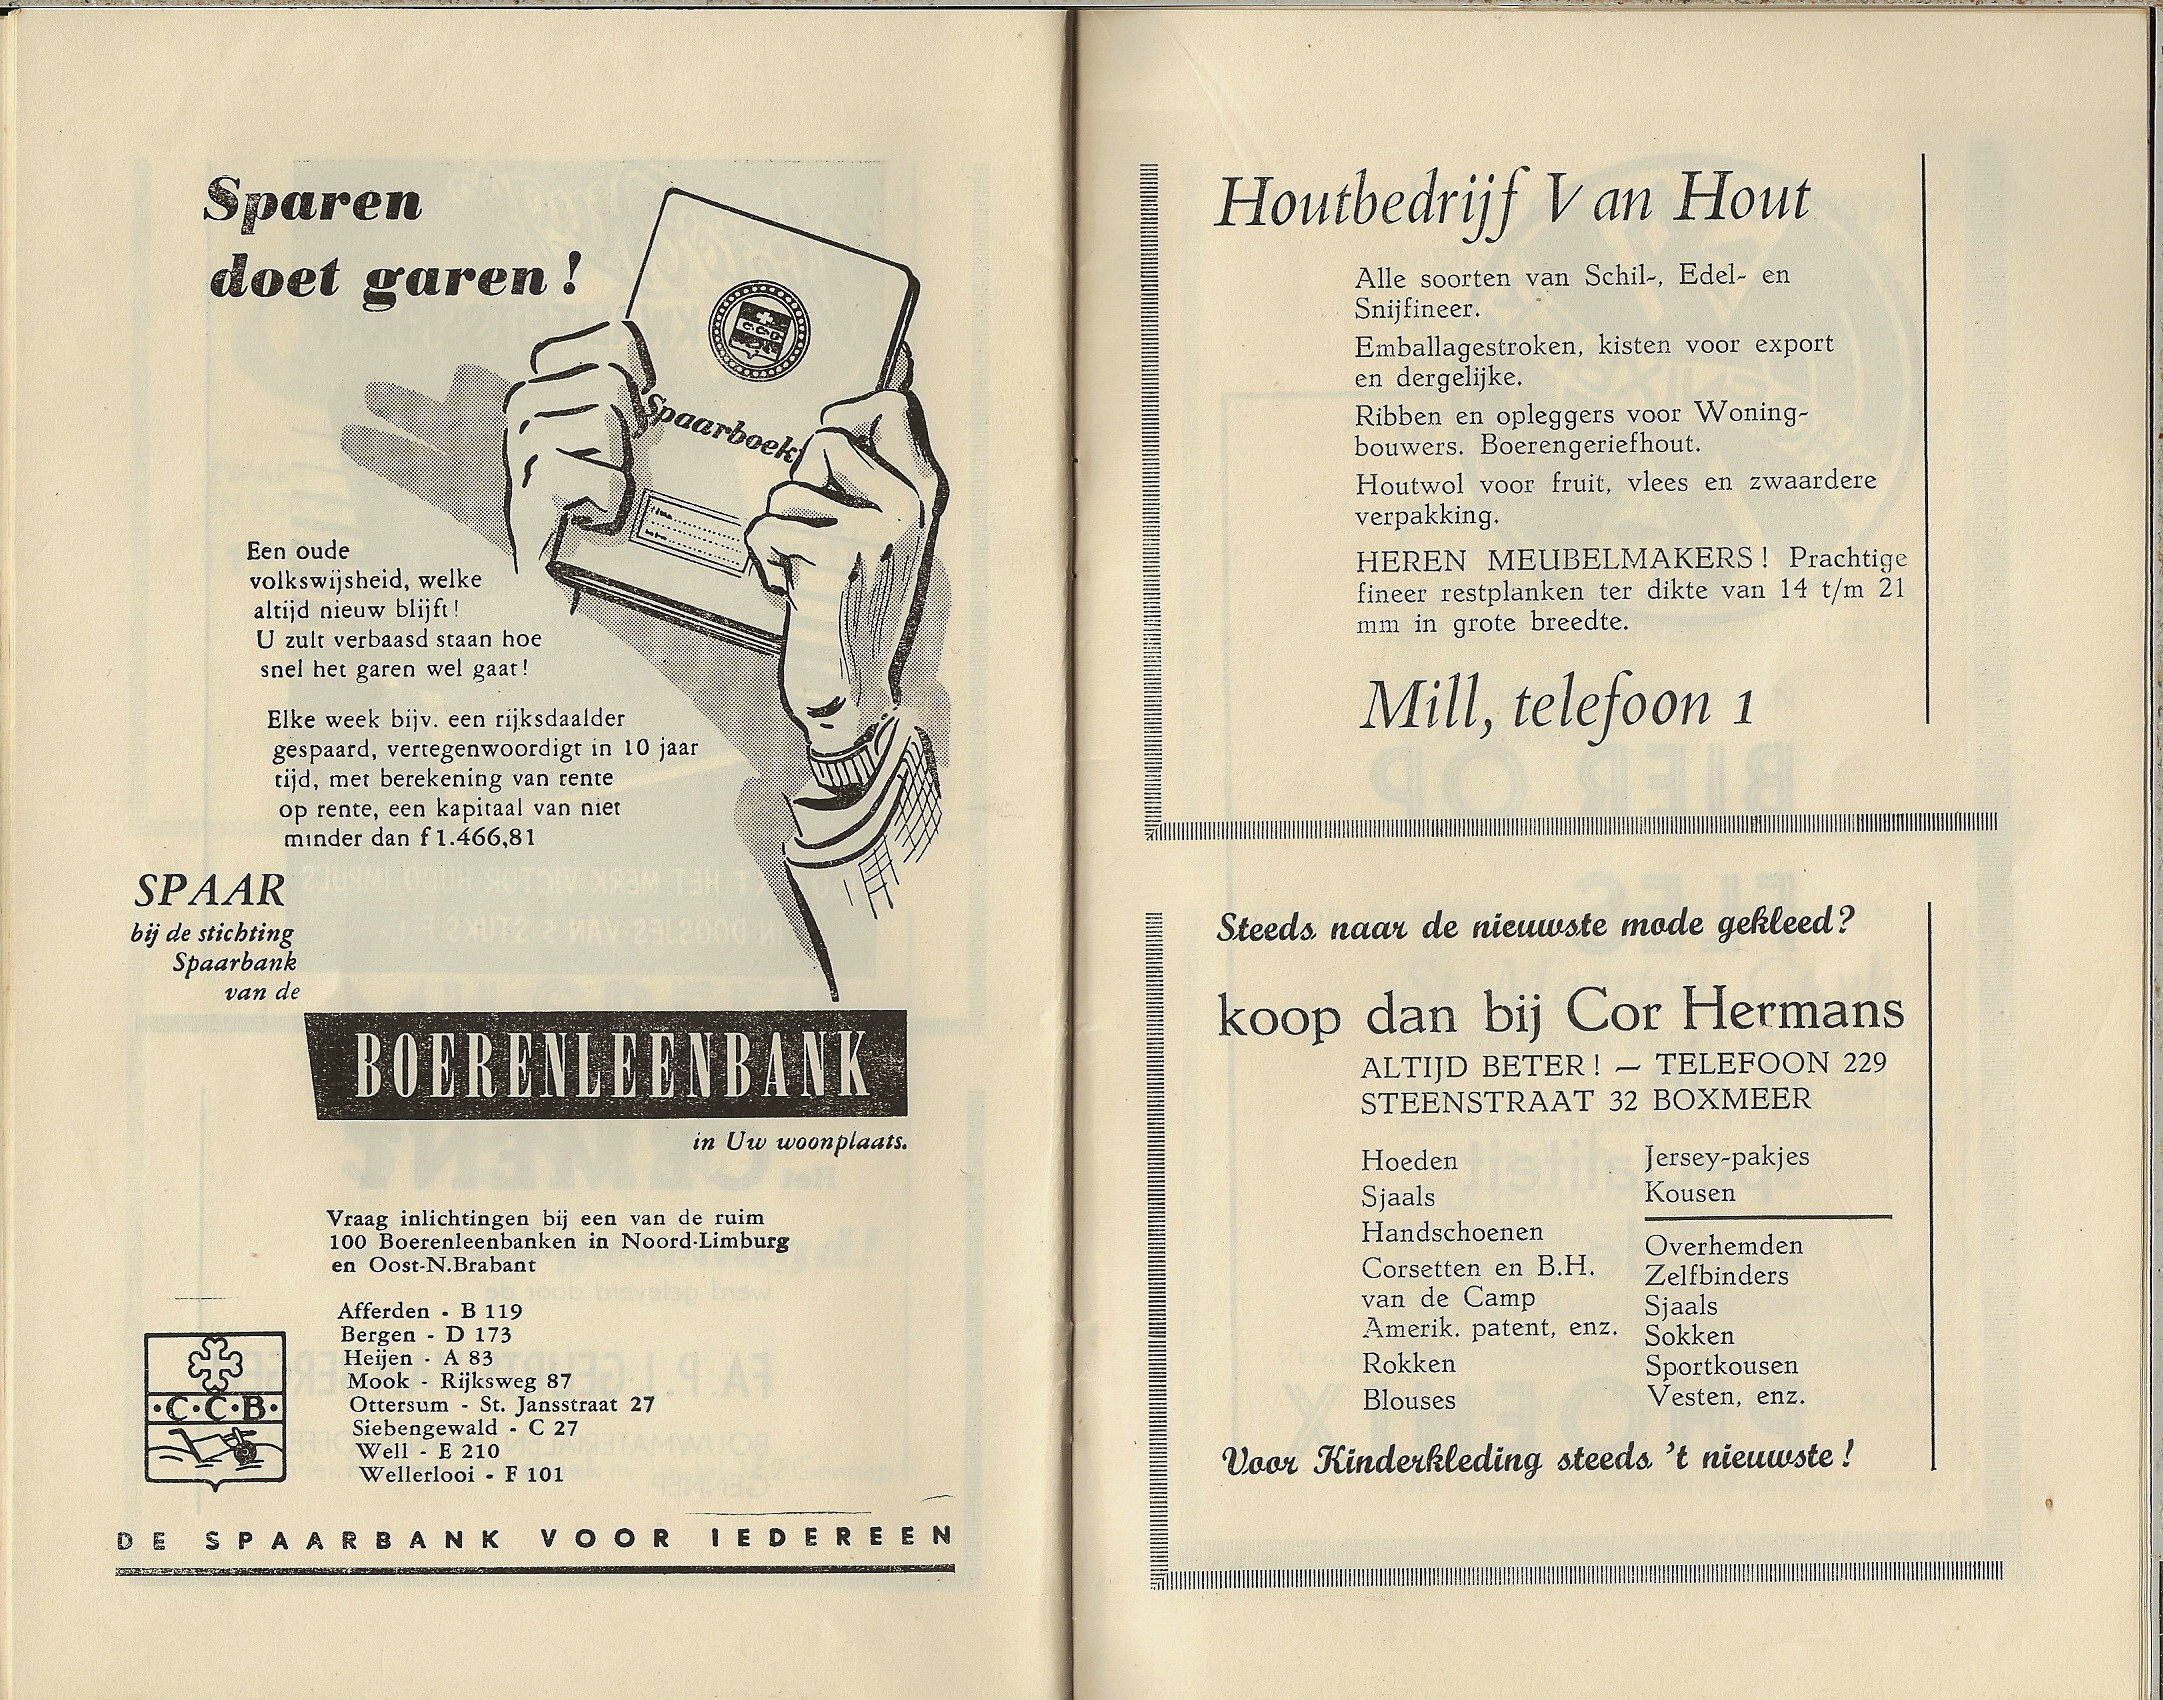 Sparen
doet garen!
C.C.B
Spaarboek
Een oude
volkswijsheid, welke
altijd nieuw blijft!
U zult verbaasd staan hoe
snel het garen wel gaat!
Elke week bijv. een rijksdaalder
gespaard, vertegenwoordigt in 10 jaar
tijd, met berekening van rente
op rente, een kapitaal van niet
minder dan f 1.466,81
SPAAR
bij de stichting
Spaarbank
van de
BOERENLEENBANK
in Uw woonplaats.
Vraag inlichtingen bij een van de ruim
100 Boerenleenbanken in Noord-Limburg
en Oost-N.Brabant
Afferden - B 119
Bergen - D 173
Heijen - A 83
Mook - Rijksweg 87
Ottersum - St. Jansstraat 27
Siebengewald - C 27
Well - E 210
Wellerlooi - F 101
·C·C·B·
DE SPAARBANK VOOR IEDEREEN
Houtbedrijf Van Hout
Alle soorten van Schil-, Edel- en
Snijfineer.
Emballagestroken, kisten voor export
en dergelijke.
Ribben en opleggers voor Woning-
bouwers. Boerengeriefhout.
Houtwol voor fruit, vlees en zwaardere
verpakking.
HEREN MEUBELMAKERS! Prachtige
fineer restplanken ter dikte van 14 t/m 21
mm in grote breedte.
Mill, telefoon 1
Steeds naar de nieuwste mode gekleed?
koop dan bij Cor Hermans
ALTIJD BETER! — TELEFOON 229
STEENSTRAAT 32 BOXMEER
Hoeden
Sjaals
Handschoenen
Corsetten en B.H.
van de Camp
Amerik. patent, enz.
Rokken
Blouses
Jersey-pakjes
Kousen
Overhemden
Zelfbinders
Sjaals
Sokken
Sportkousen
Vesten, enz.
Voor Kinderkleding steeds 't nieuwste!